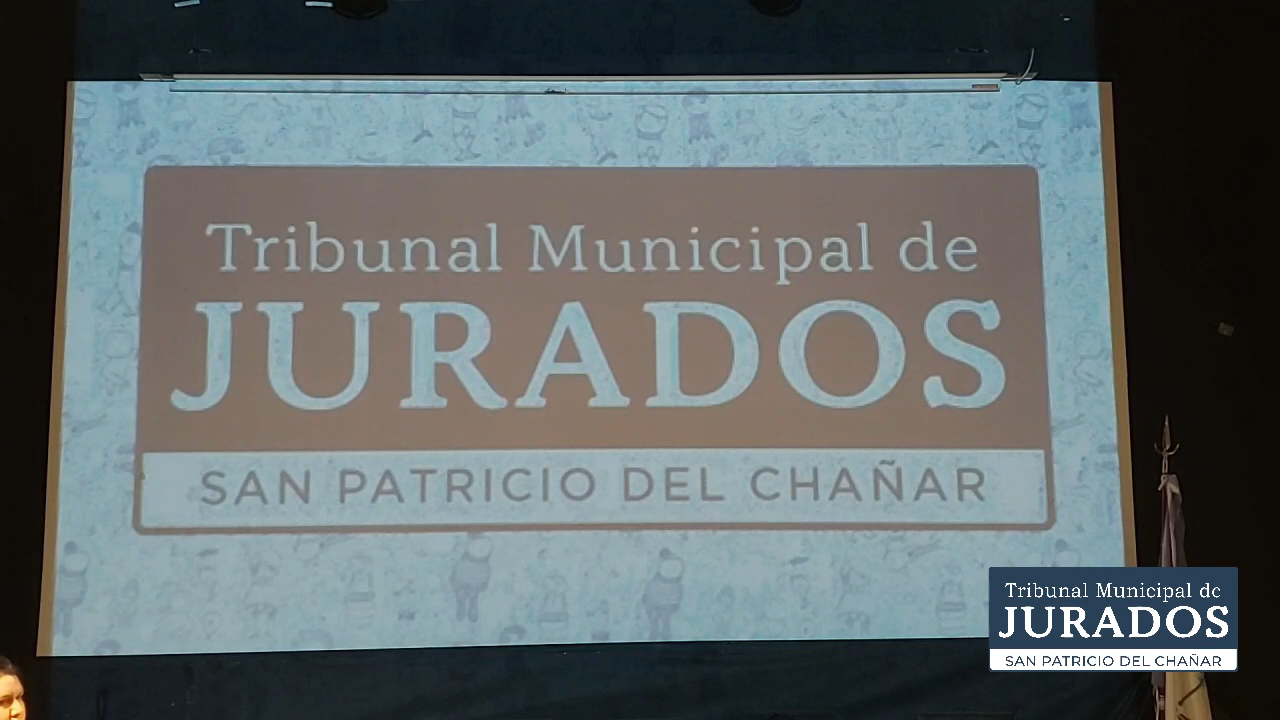 Tribunal Municipal de
JURADOS
SAN PATRICIO DEL CHAÑAR
Tribunal Municipal de
JURADOS
SAN PATRICIO DEL CHAÑAR